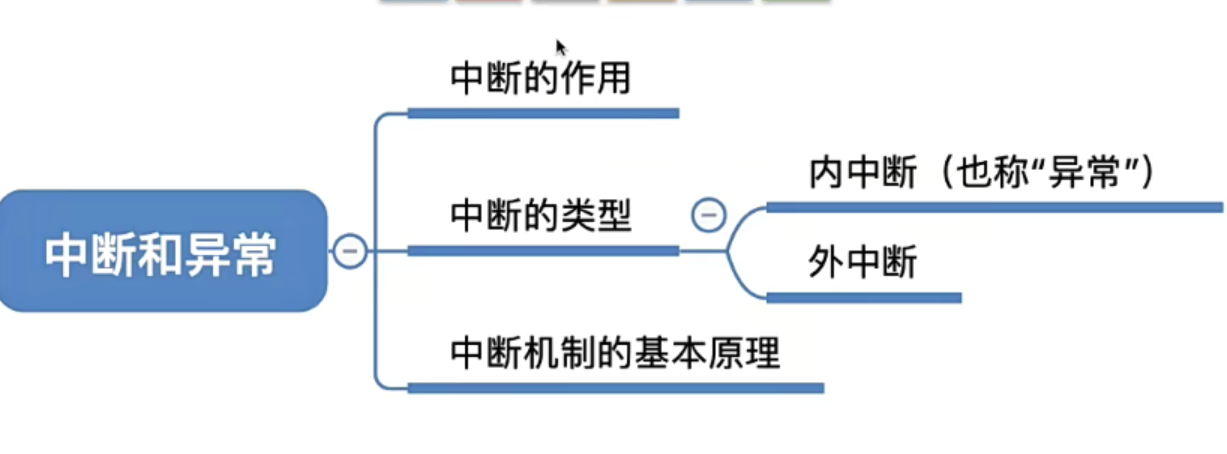 中断的作用
内中断（也称“异常”）
中断的类型
中断和异常
外中断
中断机制的基本原理